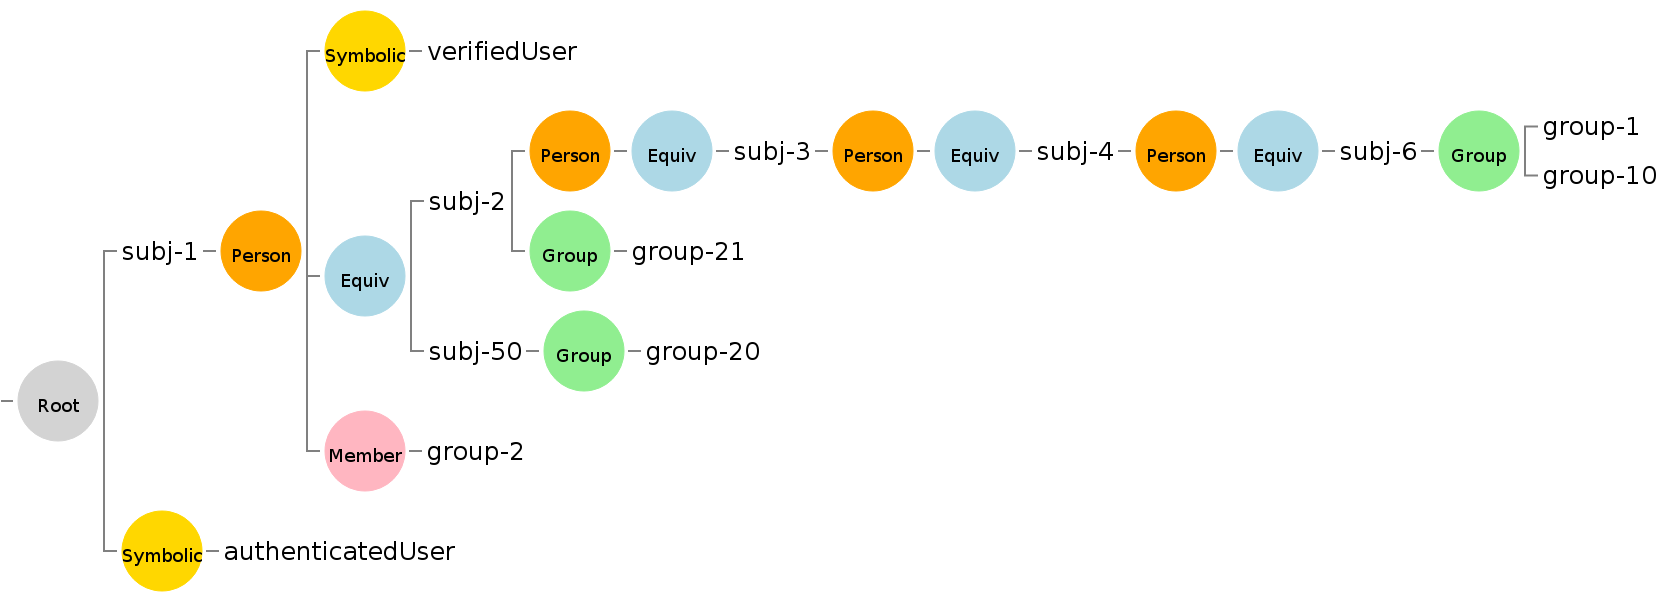 Symbolic verifiedUser
Person Equiv subj-3 Person Equiv subj-4 Person Equiv subj-6 Group group-1
group-10
subj-2
subj-1 Person Group group-21
Equiv
subj-50 Group group-20
Root
Member group-2
Symbolic authenticatedUser